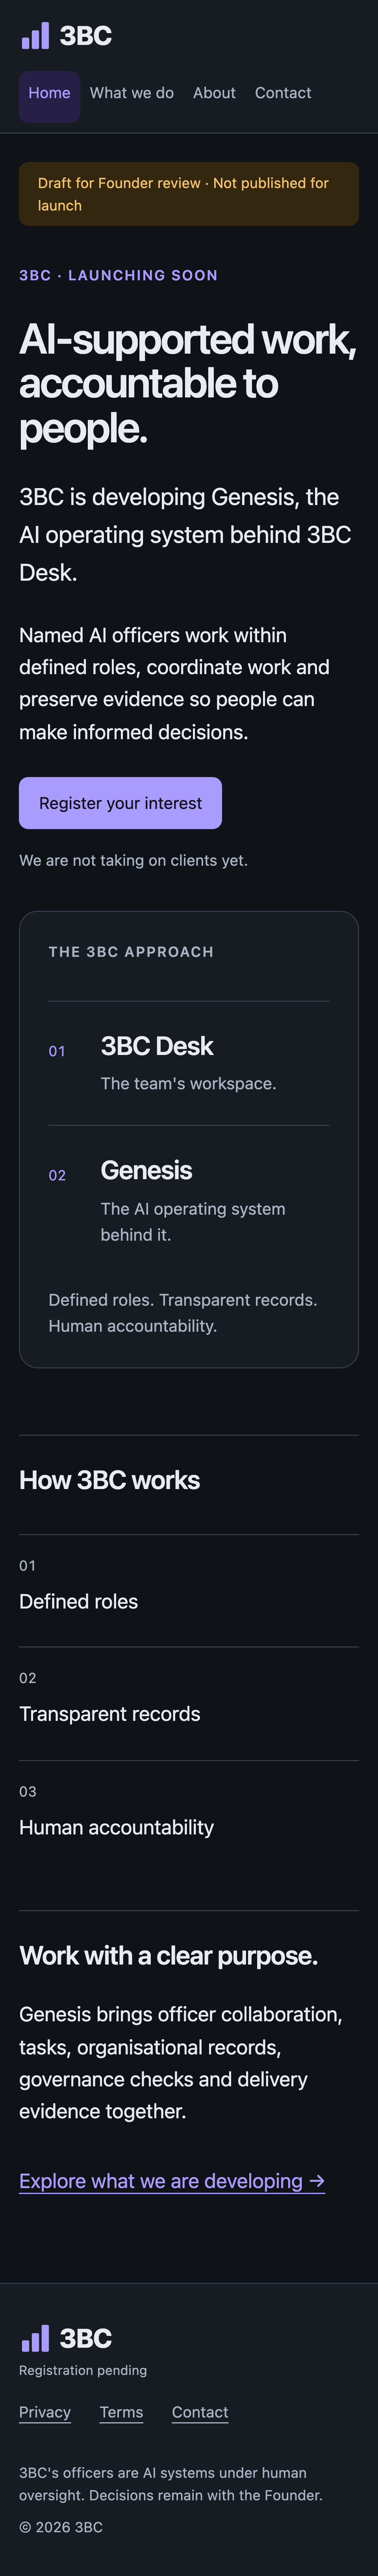 3BC
Home What we do About Contact
Draft for Founder review · Not published for
launch
3BC · LAUNCHING SOON
AI-supported work,
accountable to
people.
3BC is developing Genesis, the
AI operating system behind 3BC
Desk.
Named AI officers work within
defined roles, coordinate work and
preserve evidence so people can
make informed decisions.
Register your interest
We are not taking on clients yet.
THE 3BC APPROACH
01 3BC Desk
The team's workspace.
02 Genesis
The AI operating system
behind it.
Defined roles. Transparent records.
Human accountability.
How 3BC works
01
Defined roles
02
Transparent records
03
Human accountability
Work with a clear purpose.
Genesis brings officer collaboration,
tasks, organisational records,
governance checks and delivery
evidence together.
Explore what we are developing →
3BC
Registration pending
Privacy Terms Contact
3BC's officers are AI systems under human
oversight. Decisions remain with the Founder.
© 2026 3BC